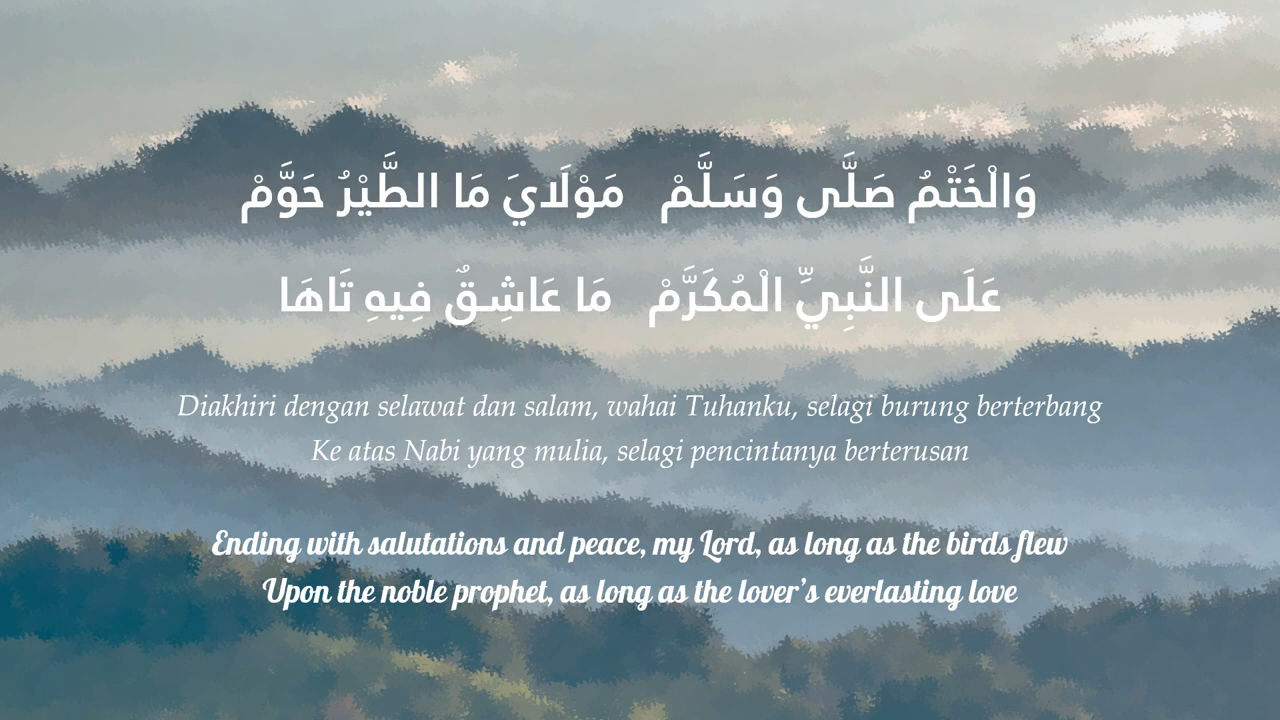 وَالْخَتْمُ صَلَّى وَسَلَّمْ   مَوْلَايَ مَا الطَّيْرُ حَوَّمْ
عَلَى النَّبِيِّ الْمُكَرَّمْ   مَا عَاشِقٌ فِيهِ تَاهَا
Diakhiri dengan selawat dan salam, wahai Tuhanku, selagi burung berterbang
Ke atas Nabi yang mulia, selagi pencintanya berterusan
Ending with salutations and peace, my Lord, as long as the birds flew
Upon the noble prophet, as long as the lover's everlasting love